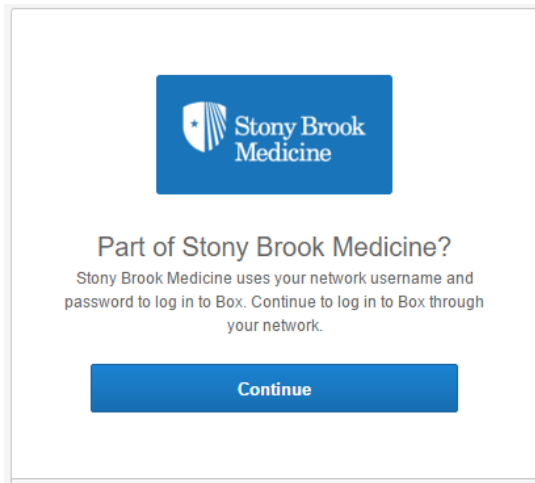 Stony Brook
Medicine
Part of Stony Brook Medicine?
Stony Brook Medicine uses your network username and
password to log in to Box. Continue to log in to Box through
your network.
Continue